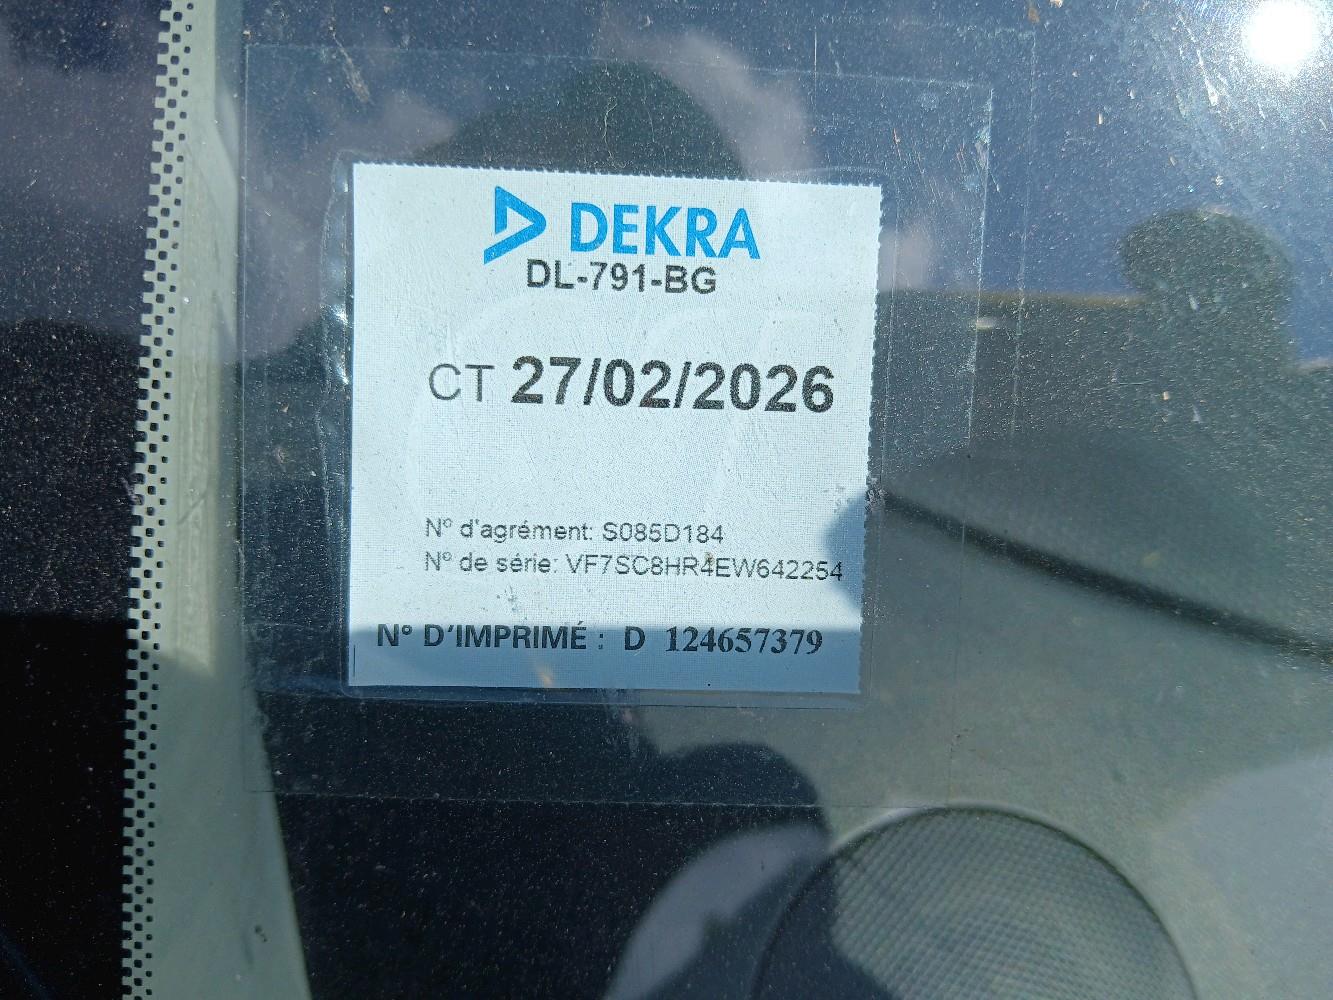 DEKRA
DL-791-BG
CT 27/02/2026
N° d'agrément: S085D184
N° de série: VF7SC8HR4EW642254
N° D'IMPRIMÉ : D 124657379